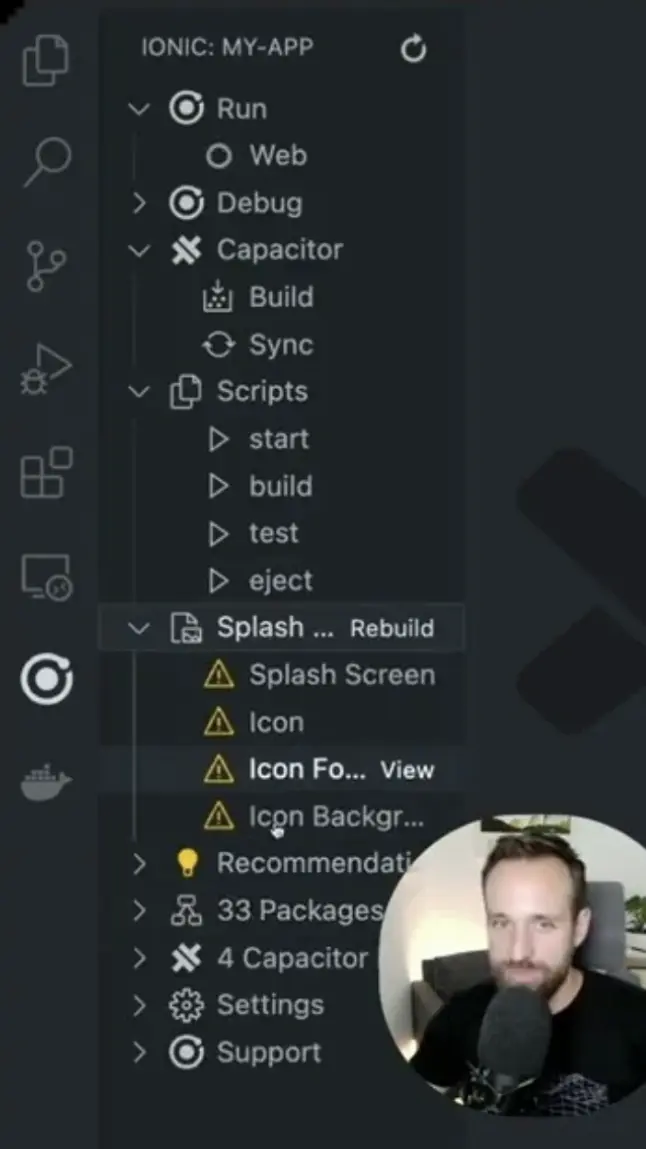 IONIC: MY-APP
Run
Web
Debug
Capacitor
Build
Sync
Scripts
start
build
test
eject
Splash ... Rebuild
Splash Screen
Icon
Icon Fo... View
Icon Backgr...
Recommendati
33 Packages
4 Capacitor
Settings
Support